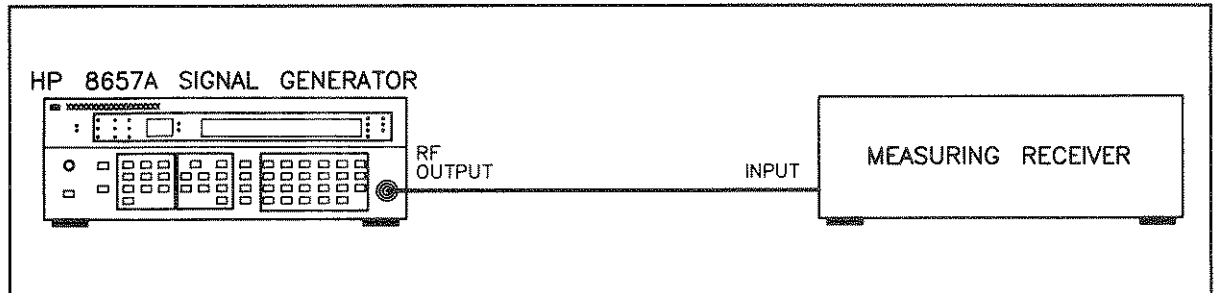 HP 8657A SIGNAL GENERATOR
RF
OUTPUT
INPUT
MEASURING RECEIVER